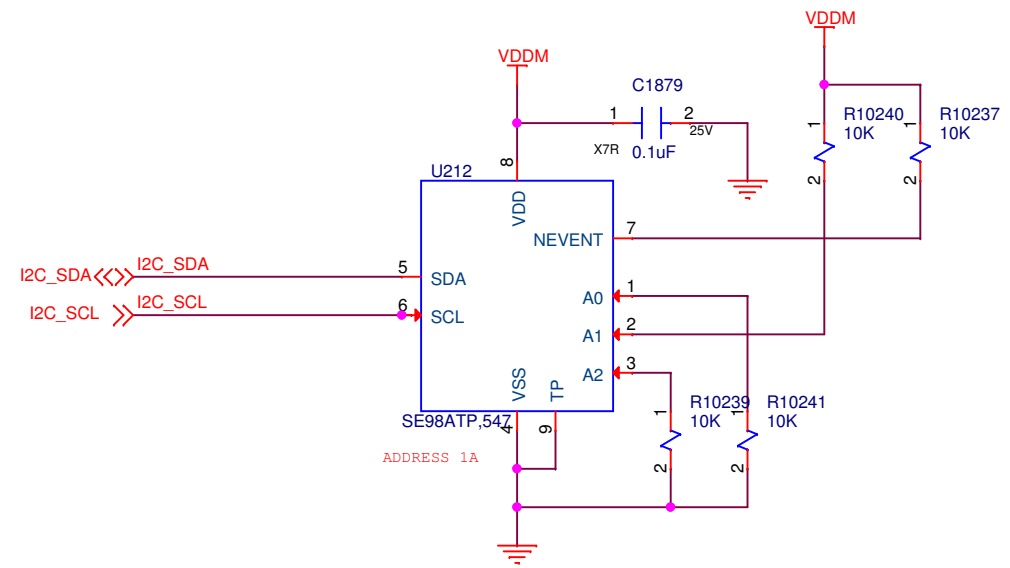 VDDM
VDDM
C1879
1
2
25V
X7R
0.1uF
R10240
10K
1
2
R10237
10K
1
2
U212
8
VDD
NEVENT
7
I2C_SDA
I2C_SDA
5
SDA
I2C_SCL
I2C_SCL
6
SCL
A0
1
A1
2
A2
3
VSS
TP
SE98ATP,547
4
9
ADDRESS 1A
R10239
10K
1
2
R10241
10K
1
2